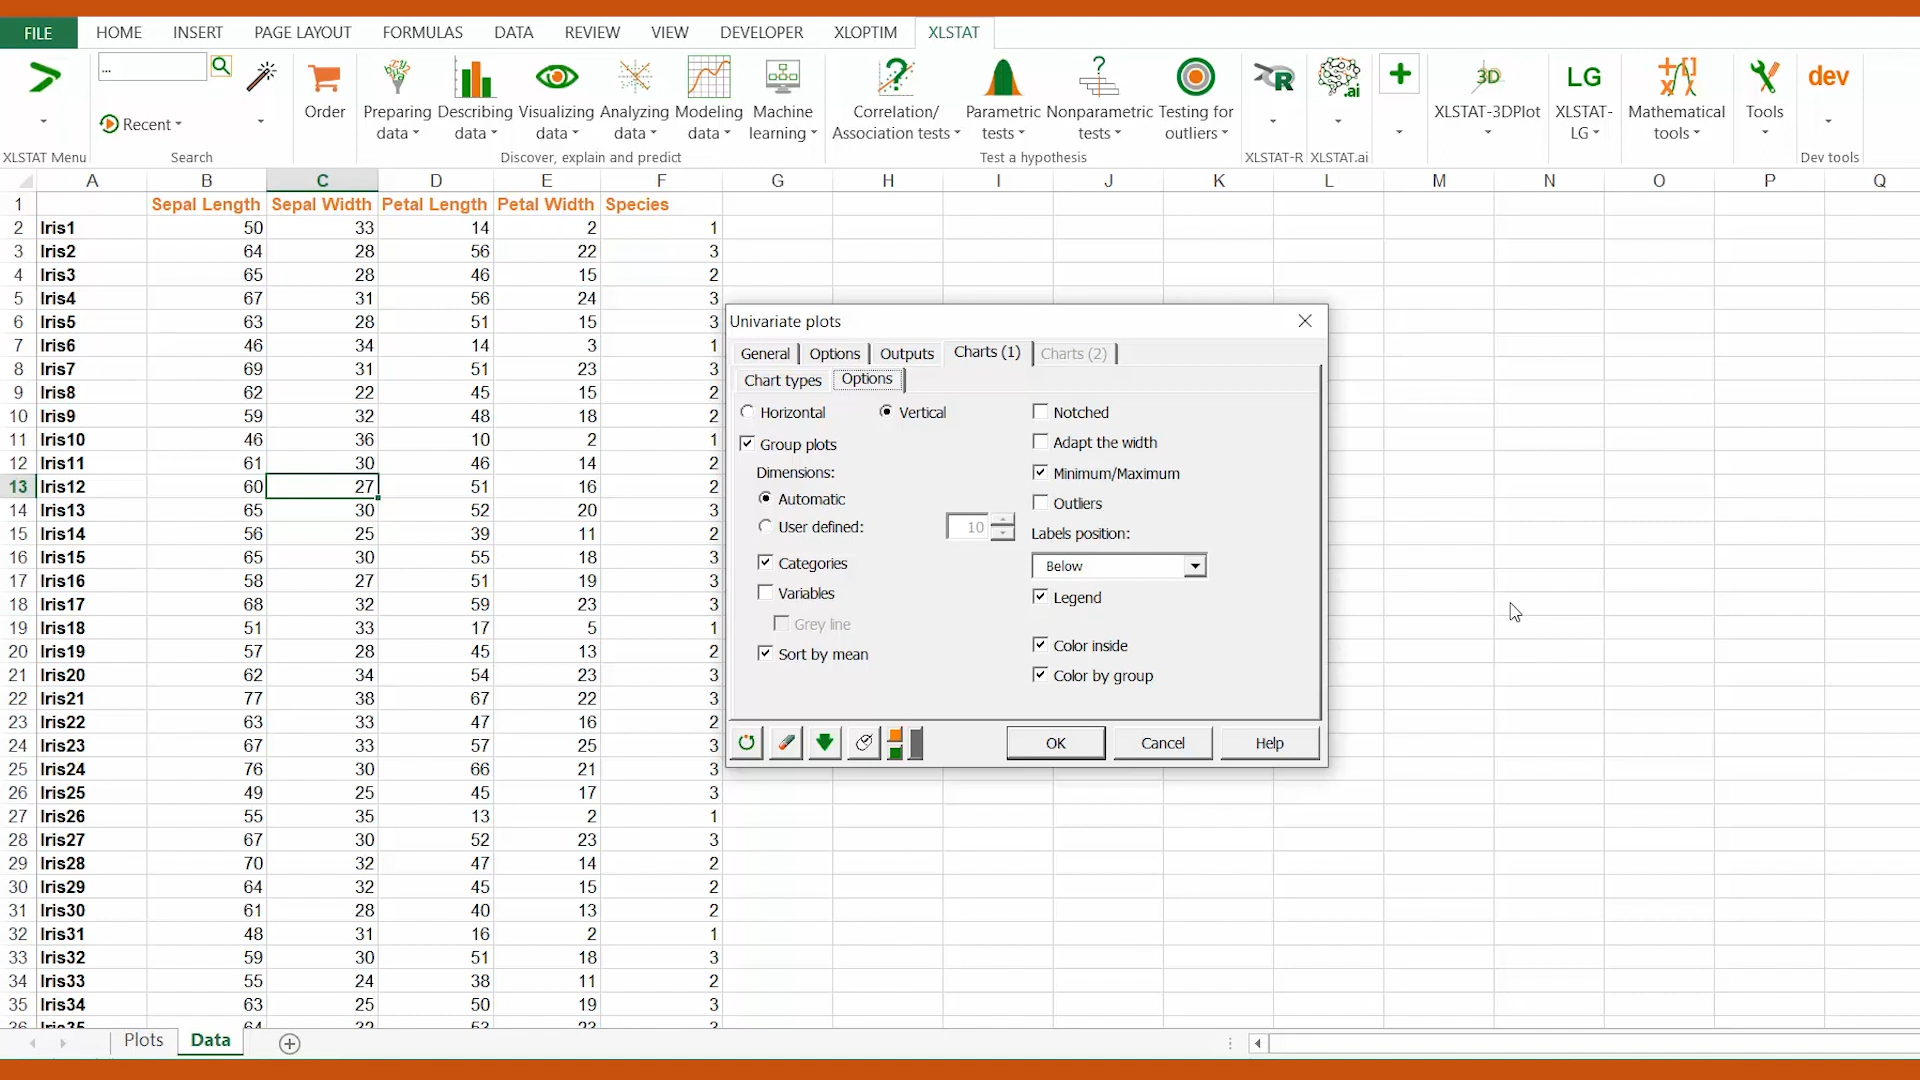 FILE HOME INSERT PAGE LAYOUT FORMULAS DATA REVIEW VIEW DEVELOPER XLOPTIM XLSTAT
...
Recent
Order
Preparing data
Describing data
Visualizing data
Analyzing data
Modeling data
Machine learning
Correlation/ Association tests
Parametric tests
Nonparametric tests
Testing for outliers
R
.ai
3D
XLSTAT-3DPlot
LG
XLSTAT-LG
Mathematical tools
Tools
dev
XLSTAT Menu Search Discover, explain and predict Test a hypothesis XLSTAT-R XLSTAT.ai Dev tools
A B C D E F G H I J K L M N O P Q
1 Sepal Length Sepal Width Petal Length Petal Width Species
2 Iris1 50 33 14 2 1
3 Iris2 64 28 56 22 3
4 Iris3 65 28 46 15 2
5 Iris4 67 31 56 24 3
6 Iris5 63 28 51 15 3
7 Iris6 46 34 14 3 1
8 Iris7 69 31 51 23 3
9 Iris8 62 22 45 15 2
10 Iris9 59 32 48 18 2
11 Iris10 46 36 10 2 1
12 Iris11 61 30 46 14 2
13 Iris12 60 27 51 16 2
14 Iris13 65 30 52 20 3
15 Iris14 56 25 39 11 2
16 Iris15 65 30 55 18 3
17 Iris16 58 27 51 19 3
18 Iris17 68 32 59 23 3
19 Iris18 51 33 17 5 1
20 Iris19 57 28 45 13 2
21 Iris20 62 34 54 23 3
22 Iris21 77 38 67 22 3
23 Iris22 63 33 47 16 2
24 Iris23 67 33 57 25 3
25 Iris24 76 30 66 21 3
26 Iris25 49 25 45 17 3
27 Iris26 55 35 13 2 1
28 Iris27 67 30 52 23 3
29 Iris28 70 32 47 14 2
30 Iris29 64 32 45 15 2
31 Iris30 61 28 40 13 2
32 Iris31 48 31 16 2 1
33 Iris32 59 30 51 18 3
34 Iris33 55 24 38 11 2
35 Iris34 63 25 50 19 3
36 Iris35 64 32 53 23 3
Univariate plots
General Options Outputs Charts (1) Charts (2)
Chart types Options
Horizontal Vertical Notched
Group plots Adapt the width
Dimensions: Minimum/Maximum
Automatic Outliers
User defined: 10 Labels position:
Categories Below
Variables Legend
Grey line
Sort by mean Color inside
Color by group
OK Cancel Help
Plots Data